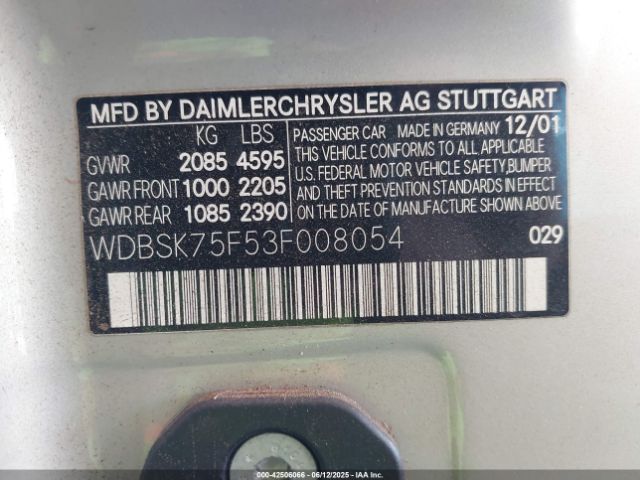 MFD BY DAIMLERCHRYSLER AG STUTTGART
KG LBS
GVWR 2085 4595
GAWR FRONT 1000 2205
GAWR REAR 1085 2390
PASSENGER CAR MADE IN GERMANY 12/01
THIS VEHICLE CONFORMS TO ALL APPLICABLE
U.S. FEDERAL MOTOR VEHICLE SAFETY, BUMPER
AND THEFT PREVENTION STANDARDS IN EFFECT
ON THE DATE OF MANUFACTURE SHOWN ABOVE
WDBSK75F53F008054 029
000-42506066 - 06/12/2025 - IAA Inc.